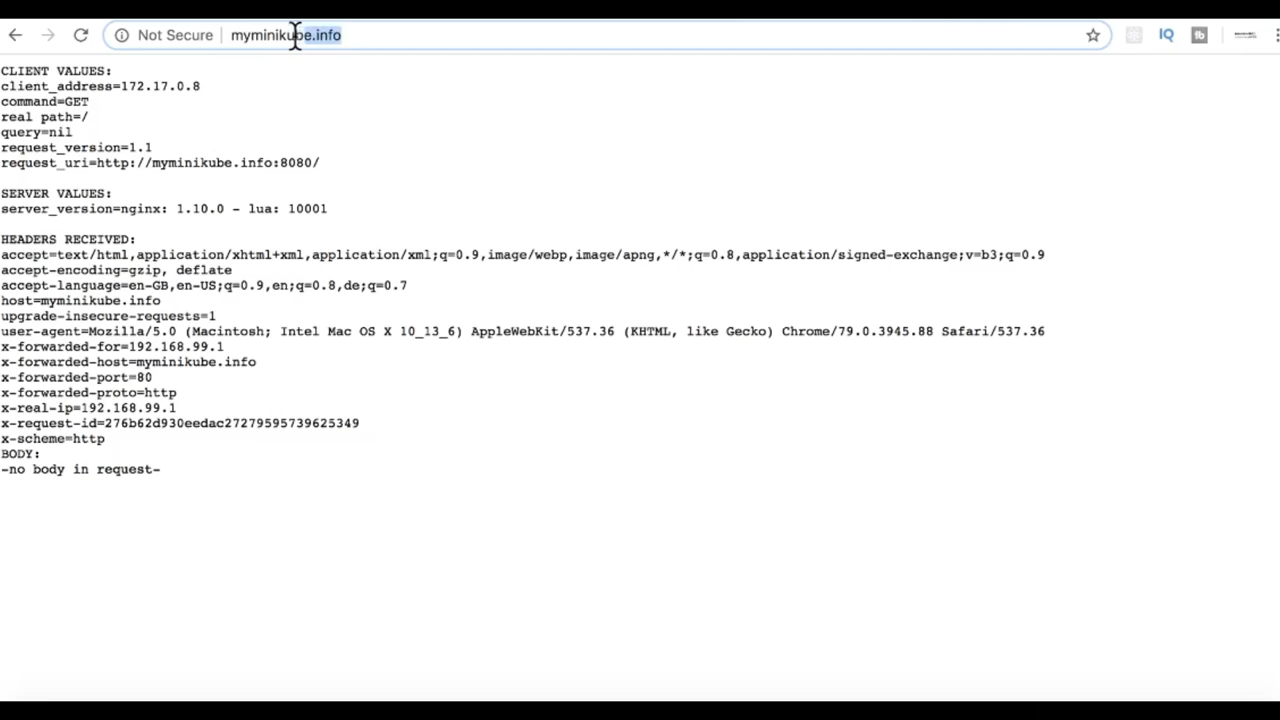 Not Secure myminikube.info
IQ
CLIENT VALUES:
client_address=172.17.0.8
command=GET
real path=/
query=nil
request_version=1.1
request_uri=http://myminikube.info:8080/
SERVER VALUES:
server_version=nginx: 1.10.0 - lua: 10001
HEADERS RECEIVED:
accept=text/html,application/xhtml+xml,application/xml;q=0.9,image/webp,image/apng,*/*;q=0.8,application/signed-exchange;v=b3;q=0.9
accept-encoding=gzip, deflate
accept-language=en-GB,en-US;q=0.9,en;q=0.8,de;q=0.7
host=myminikube.info
upgrade-insecure-requests=1
user-agent=Mozilla/5.0 (Macintosh; Intel Mac OS X 10_13_6) AppleWebKit/537.36 (KHTML, like Gecko) Chrome/79.0.3945.88 Safari/537.36
x-forwarded-for=192.168.99.1
x-forwarded-host=myminikube.info
x-forwarded-port=80
x-forwarded-proto=http
x-real-ip=192.168.99.1
x-request-id=276b62d930eedac27279595739625349
x-scheme=http
BODY:
-no body in request-